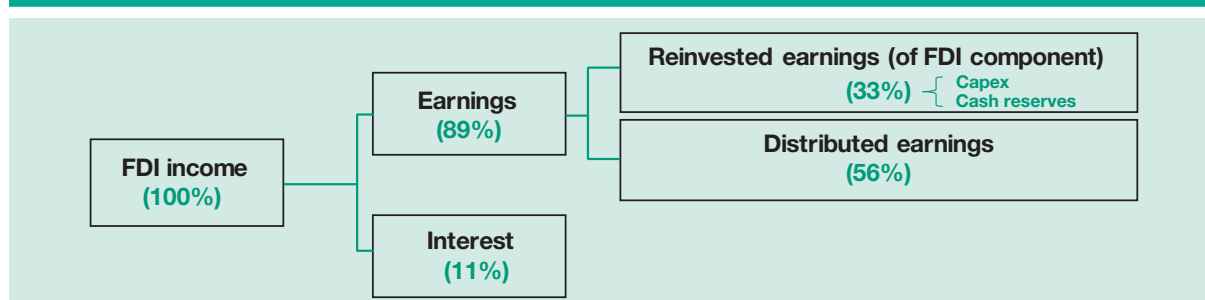 Reinvested earnings (of FDI component)
(33%)
Capex
Cash reserves
Earnings
(89%)
Distributed earnings
(56%)
FDI income
(100%)
Interest
(11%)